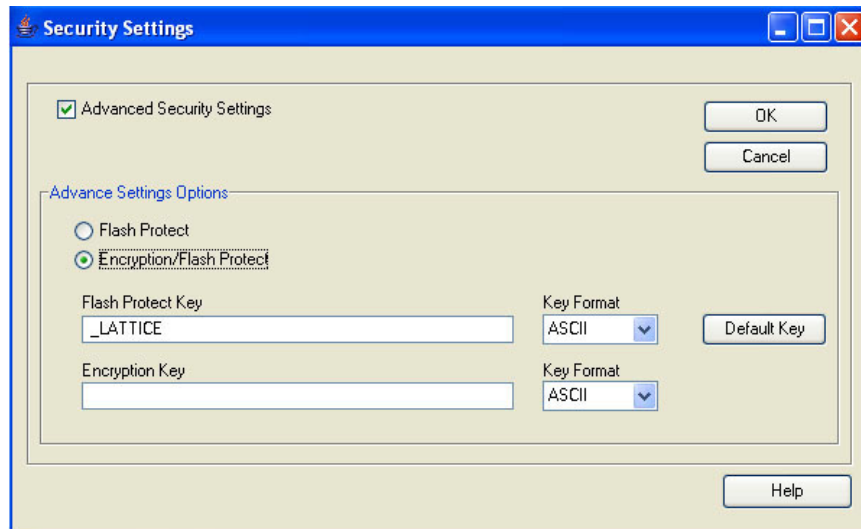 Security Settings
Advanced Security Settings
OK
Cancel
Advance Settings Options
Flash Protect
Encryption/Flash Protect
Flash Protect Key
Key Format
_LATTICE
ASCII
Default Key
Encryption Key
Key Format
ASCII
Help